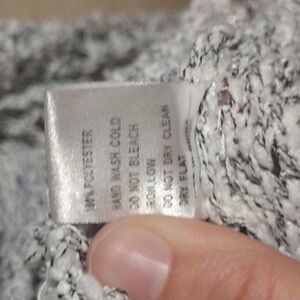 POLYESTER
HAND WASH COLD
DO NOT BLEACH
DO NOT DRY CLEAN
DRY FLAT